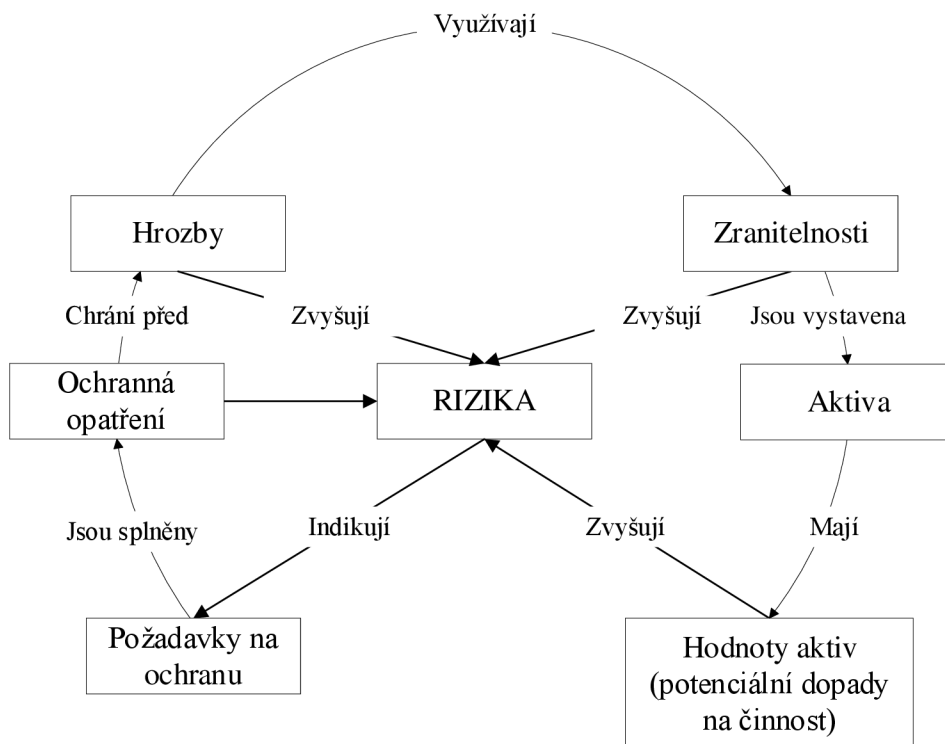 Využívají
Hrozby
Zranitelnosti
Chrání před
Zvyšují
Zvyšují
Jsou vystavena
Ochranná
opatření
RIZIKA
Aktiva
Jsou splněny
Indikují
Zvyšují
Mají
Požadavky na
ochranu
Hodnoty aktiv
(potenciální dopady
na činnost)